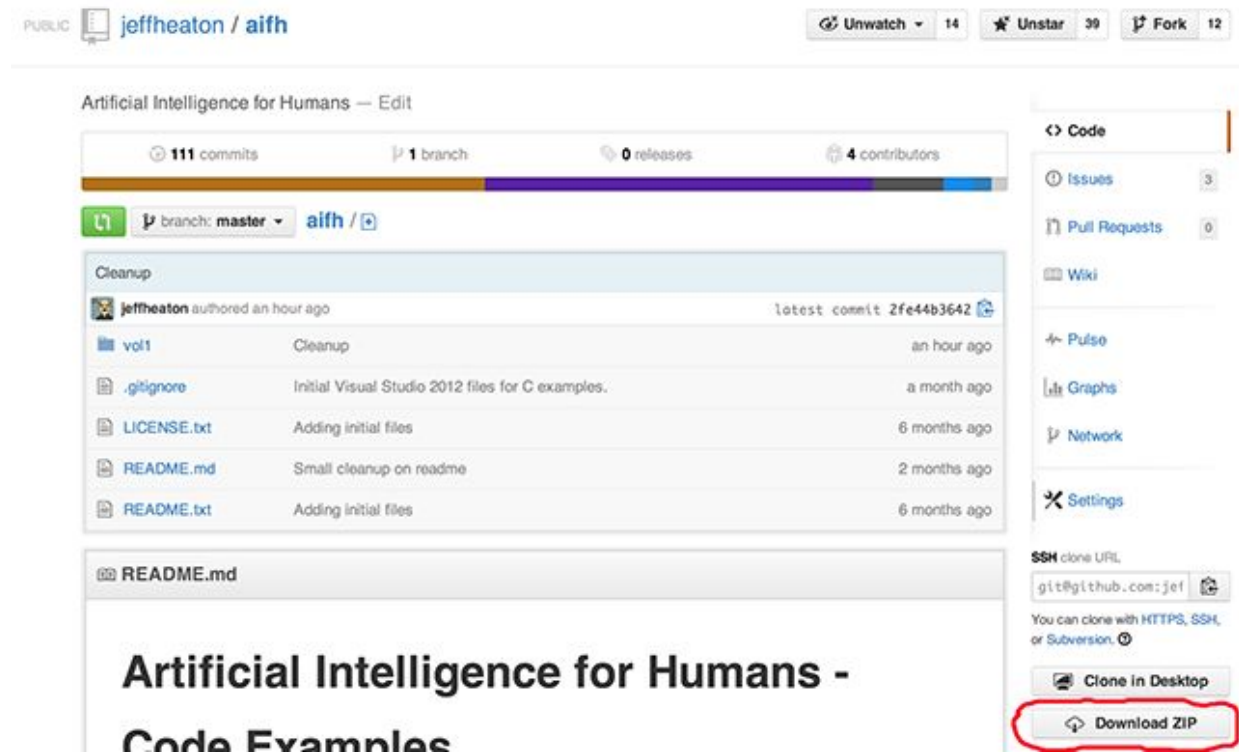 PUBLIC jeffheaton / aifh Unwatch 14 Unstar 39 Fork 12
Artificial Intelligence for Humans — Edit
111 commits 1 branch 0 releases 4 contributors
branch: master aifh /
Cleanup
jeffheaton authored an hour ago latest commit 2fe44b3642
vol1 Cleanup an hour ago
.gitignore Initial Visual Studio 2012 files for C examples. a month ago
LICENSE.txt Adding initial files 6 months ago
README.md Small cleanup on readme 2 months ago
README.txt Adding initial files 6 months ago
README.md
Artificial Intelligence for Humans -
Code Examples
<> Code
Issues 3
Pull Requests 0
Wiki
Pulse
Graphs
Network
Settings
SSH clone URL
git@github.com:jef
You can clone with HTTPS, SSH,
or Subversion.
Clone in Desktop
Download ZIP